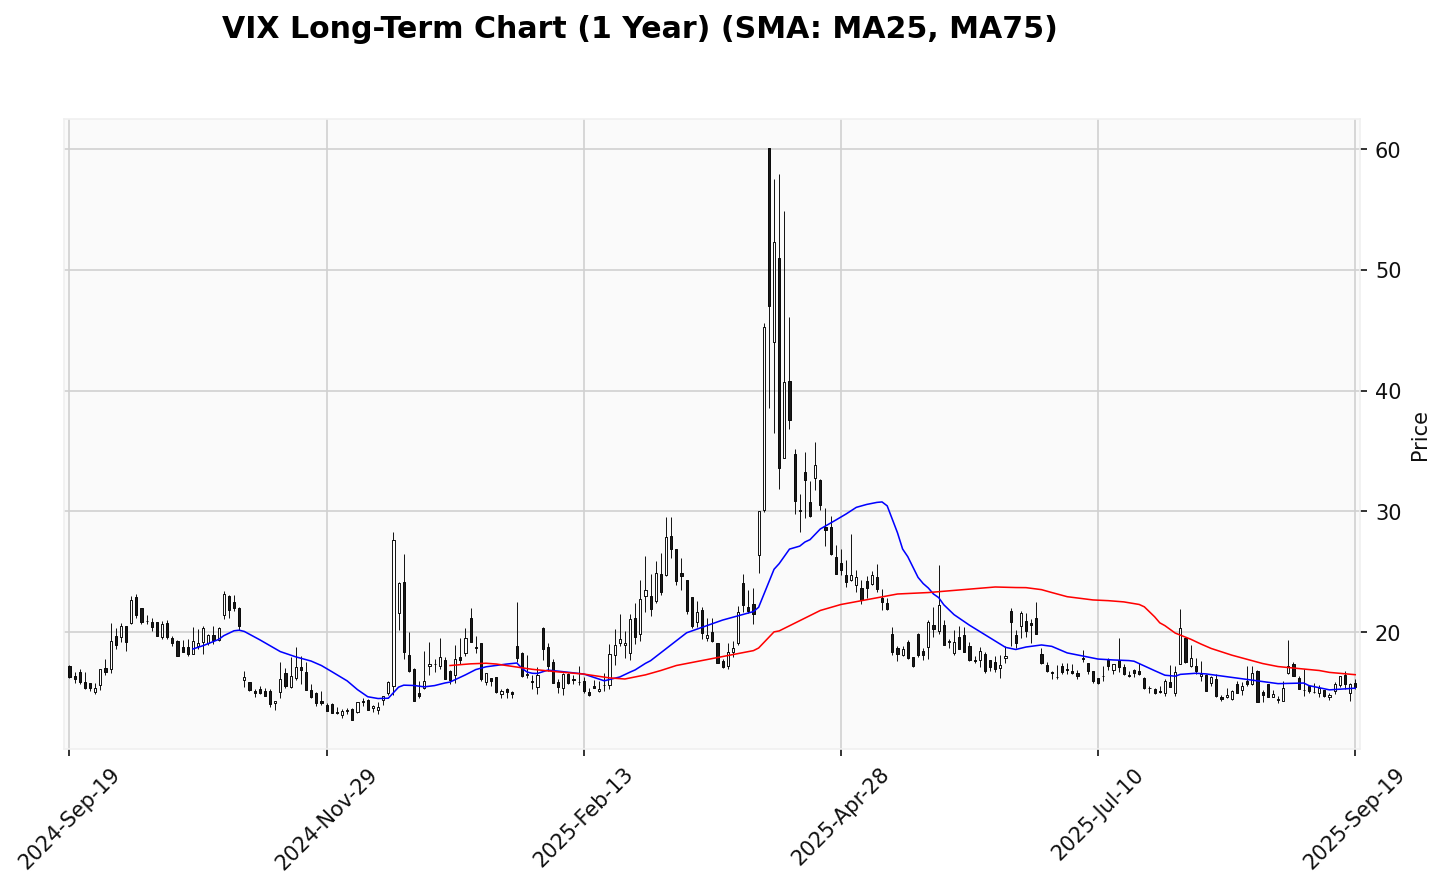 VIX Long-Term Chart (1 Year) (SMA: MA25, MA75)
60
50
40
30
20
Price
2024-Sep-19
2024-Nov-29
2025-Feb-13
2025-Apr-28
2025-Jul-10
2025-Sep-19